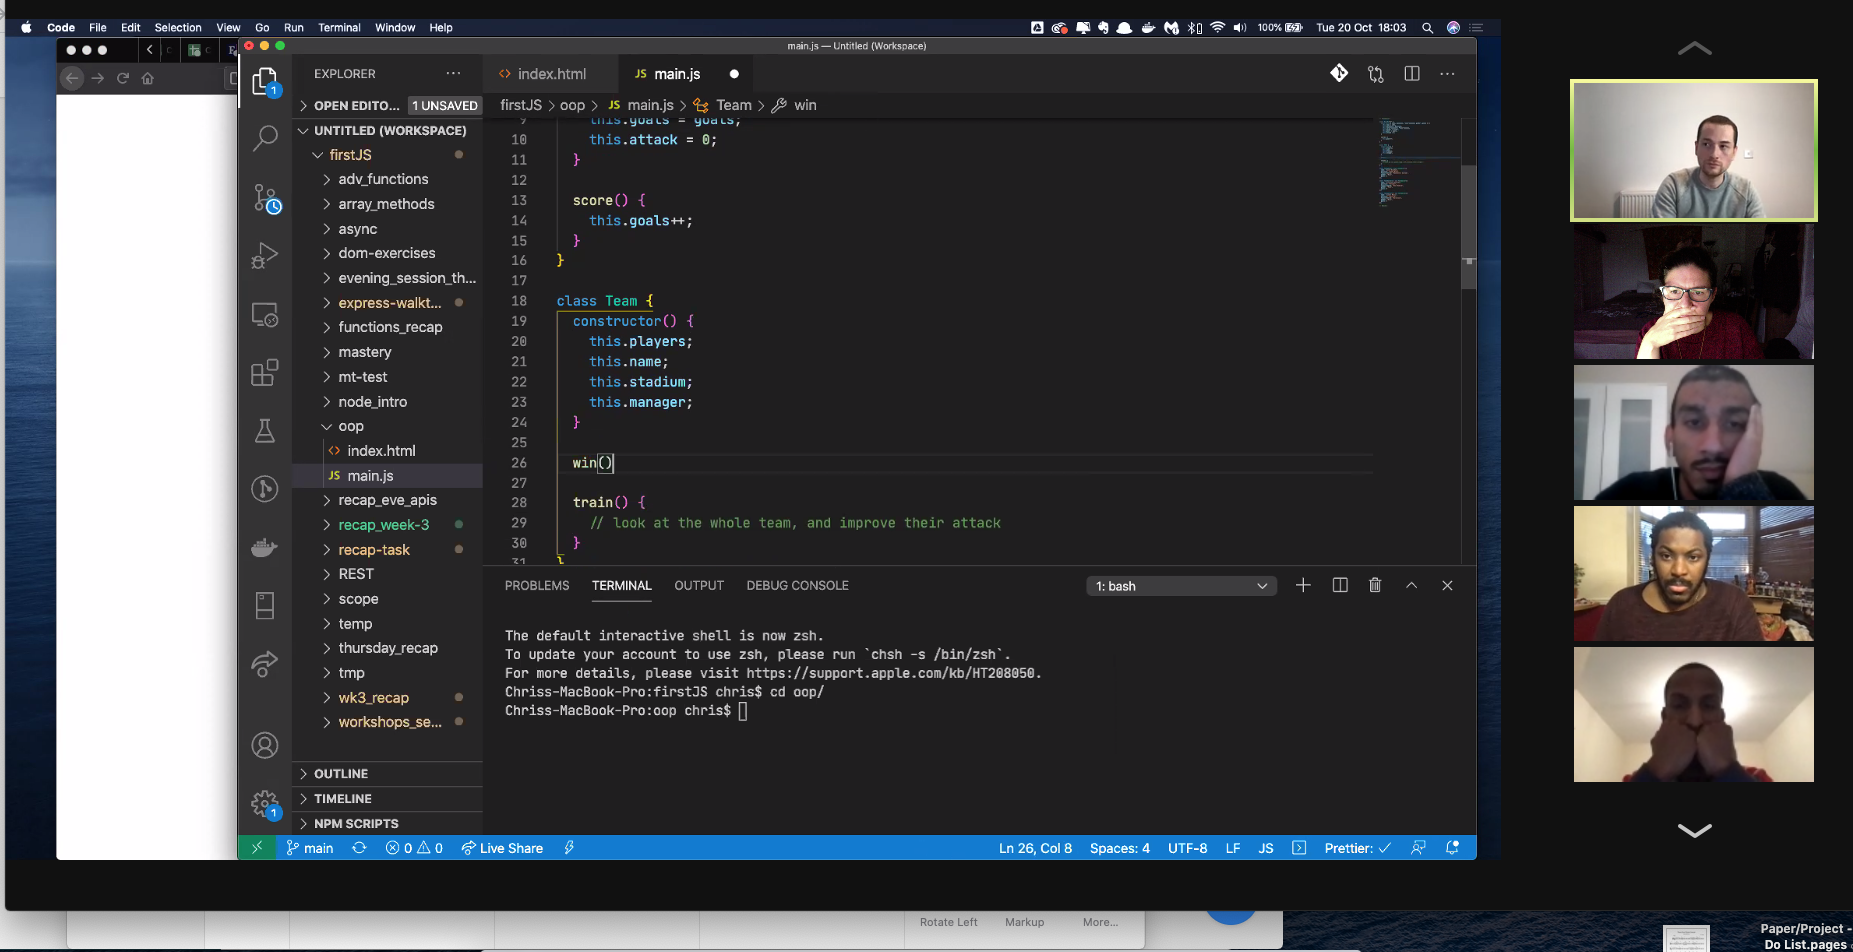 Code File Edit Selection View Go Run Terminal Window Help
100% Tue 20 Oct 18:03
main.js — Untitled (Workspace)
EXPLORER
index.html
JS main.js
OPEN EDITO... 1 UNSAVED
firstJS > oop > JS main.js > Team > win
UNTITLED (WORKSPACE)
firstJS
adv_functions
array_methods
async
dom-exercises
evening_session_th...
express-walkt...
functions_recap
mastery
mt-test
node_intro
oop
index.html
JS main.js
recap_eve_apis
recap_week-3
recap-task
REST
scope
temp
thursday_recap
tmp
wk3_recap
workshops_se...
OUTLINE
TIMELINE
NPM SCRIPTS
1
1
9 this.goals = goals;
10 this.attack = 0;
11 }
12
13 score() {
14 this.goals++;
15 }
16 }
17
18 class Team {
19 constructor() {
20 this.players;
21 this.name;
22 this.stadium;
23 this.manager;
24 }
25
26 win()
27
28 train() {
29 // look at the whole team, and improve their attack
30 }
31 }
PROBLEMS TERMINAL OUTPUT DEBUG CONSOLE
1: bash
The default interactive shell is now zsh.
To update your account to use zsh, please run `chsh -s /bin/zsh`.
For more details, please visit https://support.apple.com/kb/HT208050.
Chriss-MacBook-Pro:firstJS chris$ cd oop/
Chriss-MacBook-Pro:oop chris$
main 0 0 Live Share
Ln 26, Col 8 Spaces: 4 UTF-8 LF JS Prettier: ✓
Rotate Left Markup More...
Paper/Project -
Do List.pages